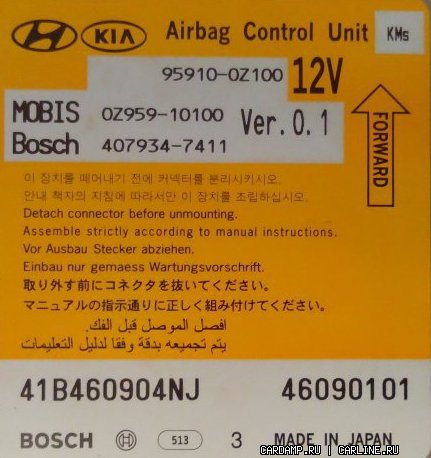 KIA Airbag Control Unit KMs
95910-0Z100 12V
MOBIS 0Z959-10100 Ver.0.1
Bosch 407934-7411
FORWARD
이 장치를 떼어내기 전에 커넥터를 분리시키시오.
안내 책자의 지침에 따라서만 이 장치를 조립하십시오.
Detach connector before unmounting.
Assemble strictly according to manual instructions.
Vor Ausbau Stecker abziehen.
Einbau nur gemaess Wartungsvorschrift.
取り外す前にコネクタを抜いてください。
マニュアルの指示通りに正しく組み付けてください。
افصل الموصل قبل الفك.
يتم تجميعه بدقة وفقا لدليل التعليمات
41B460904NJ 46090101
BOSCH 513 3 MADE IN JAPAN
CARDAMP.RU | CARLINE.RU